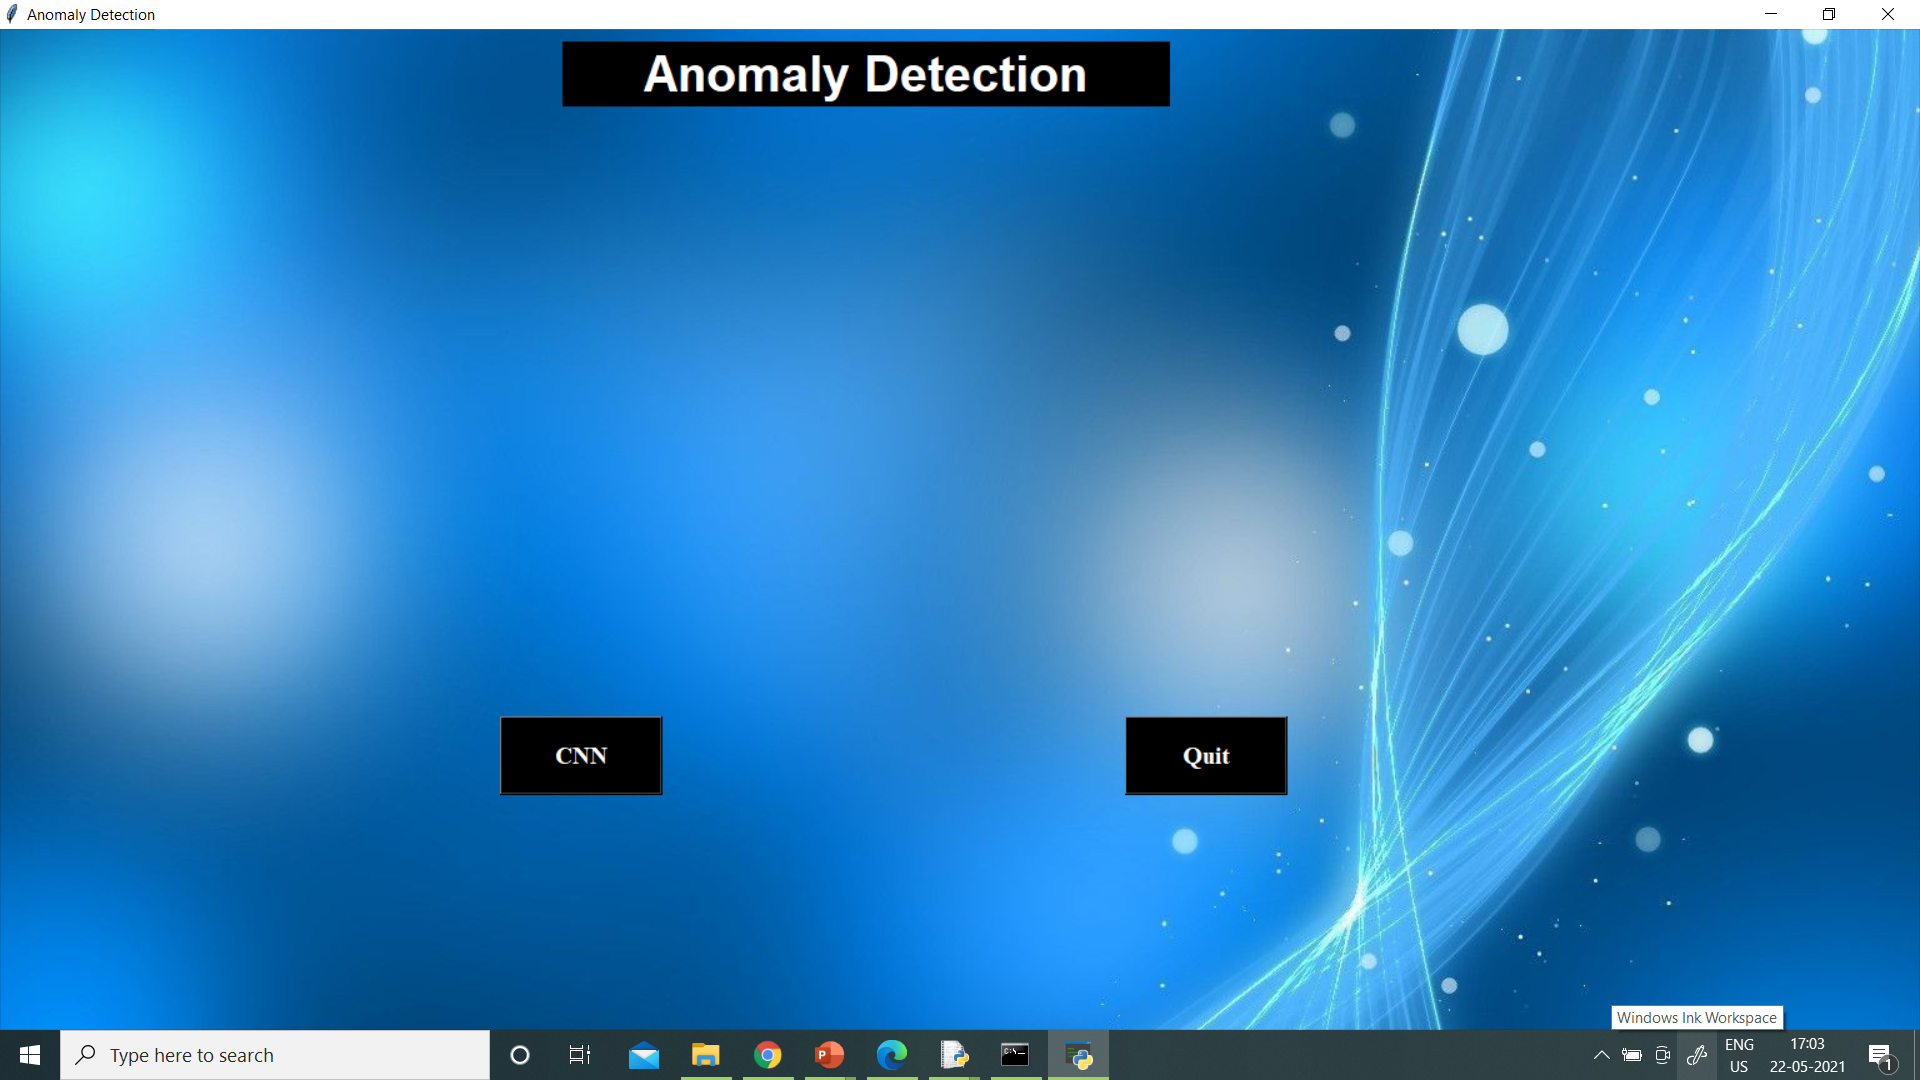 Anomaly Detection
Anomaly Detection
CNN
Quit
Windows Ink Workspace
Type here to search
P
C:\_
ENG
US
17:03
22-05-2021
1